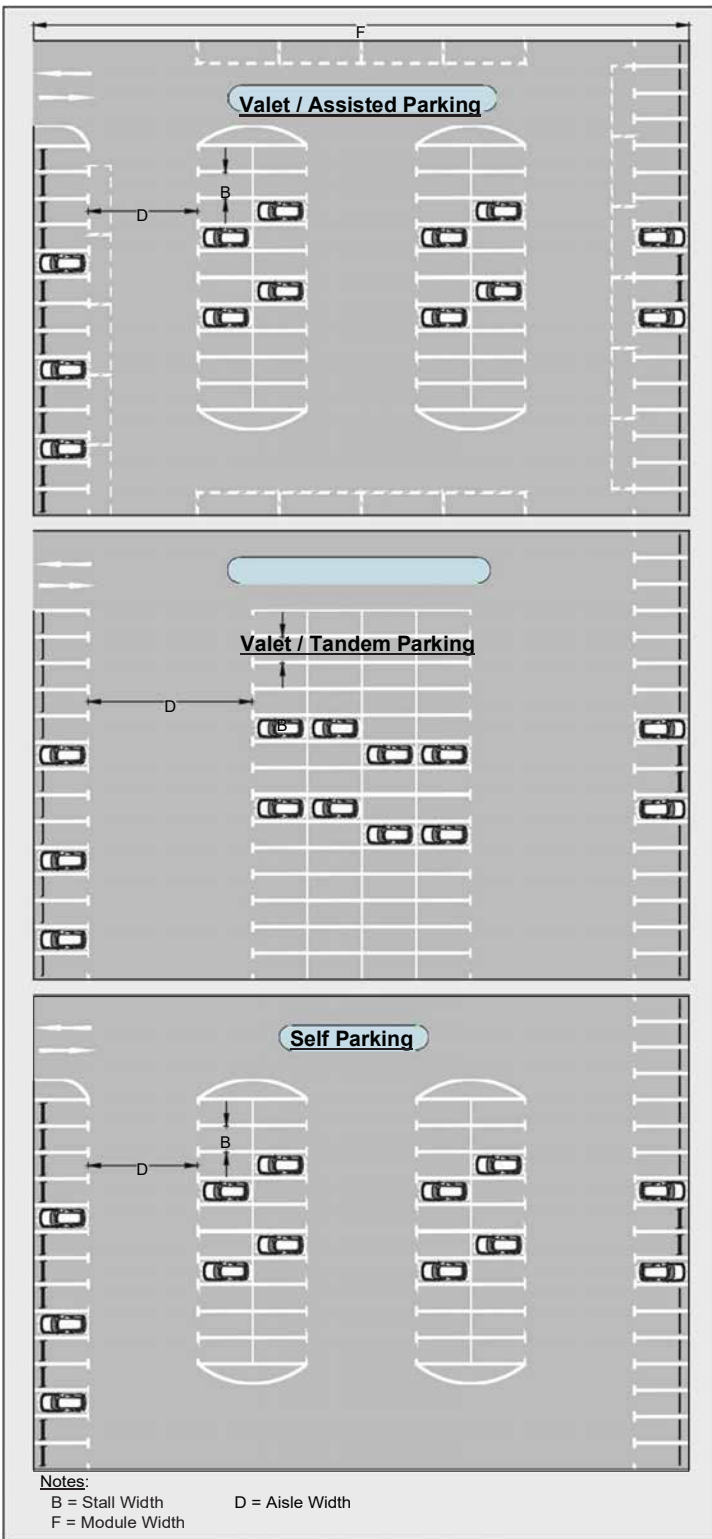 F
Valet / Assisted Parking
B
D
Valet / Tandem Parking
D
B
Self Parking
B
D
Notes:
B = Stall Width D = Aisle Width
F = Module Width